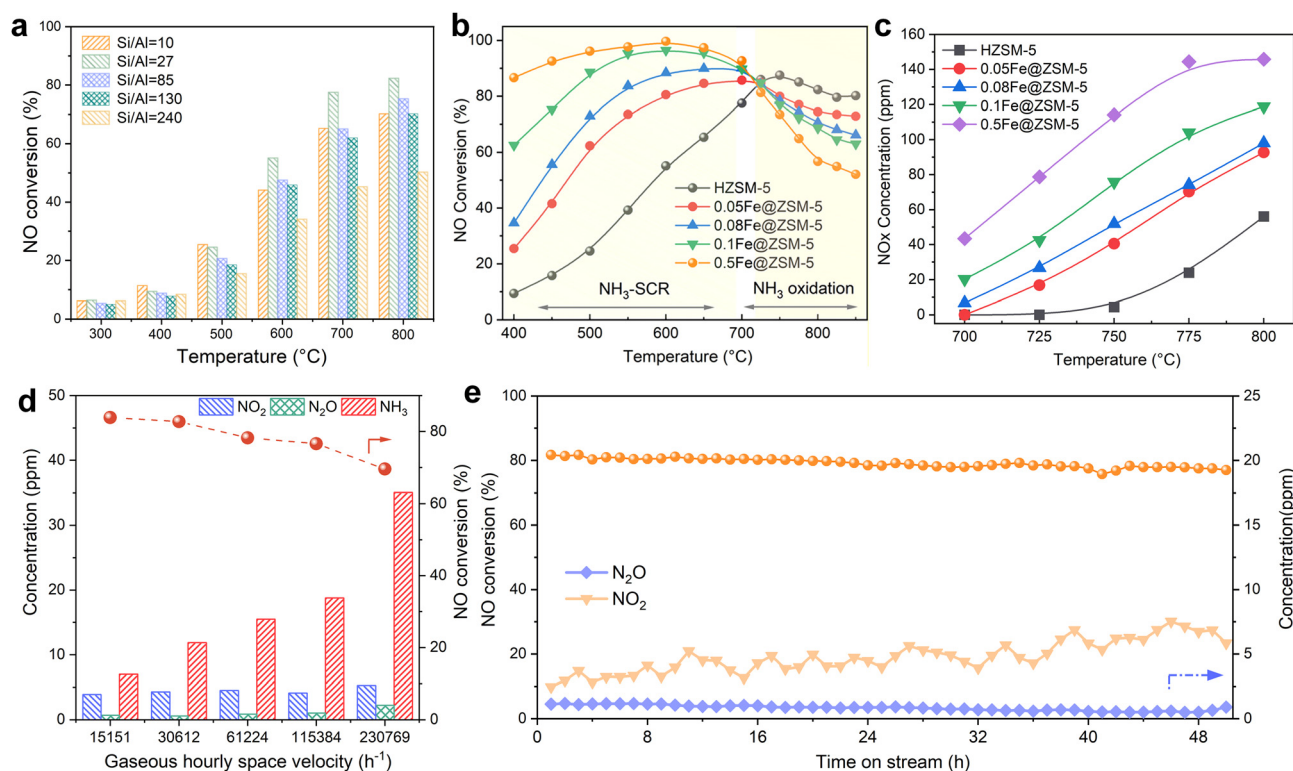 a
Si/Al=10
Si/Al=27
Si/Al=85
Si/Al=130
Si/Al=240
NO conversion (%)
100
80
60
40
20
0
300 400 500 600 700 800
Temperature (°C)
b
NO Conversion (%)
100
80
60
40
20
0
HZSM-5
0.05Fe@ZSM-5
0.08Fe@ZSM-5
0.1Fe@ZSM-5
0.5Fe@ZSM-5
NH₃-SCR
NH₃ oxidation
400 500 600 700 800
Temperature (°C)
c
NOx Concentration (ppm)
160
140
120
100
80
60
40
20
0
HZSM-5
0.05Fe@ZSM-5
0.08Fe@ZSM-5
0.1Fe@ZSM-5
0.5Fe@ZSM-5
700 725 750 775 800
Temperature (°C)
d
Concentration (ppm)
50
40
30
20
10
0
NO₂ N₂O NH₃
80
60
40
20
0
NO conversion (%)
15151 30612 61224 115384 230769
Gaseous hourly space velocity (h⁻¹)
e
NO conversion (%)
100
80
60
40
20
0
N₂O
NO₂
25
20
15
10
5
0
Concentration(ppm)
0 8 16 24 32 40 48
Time on stream (h)